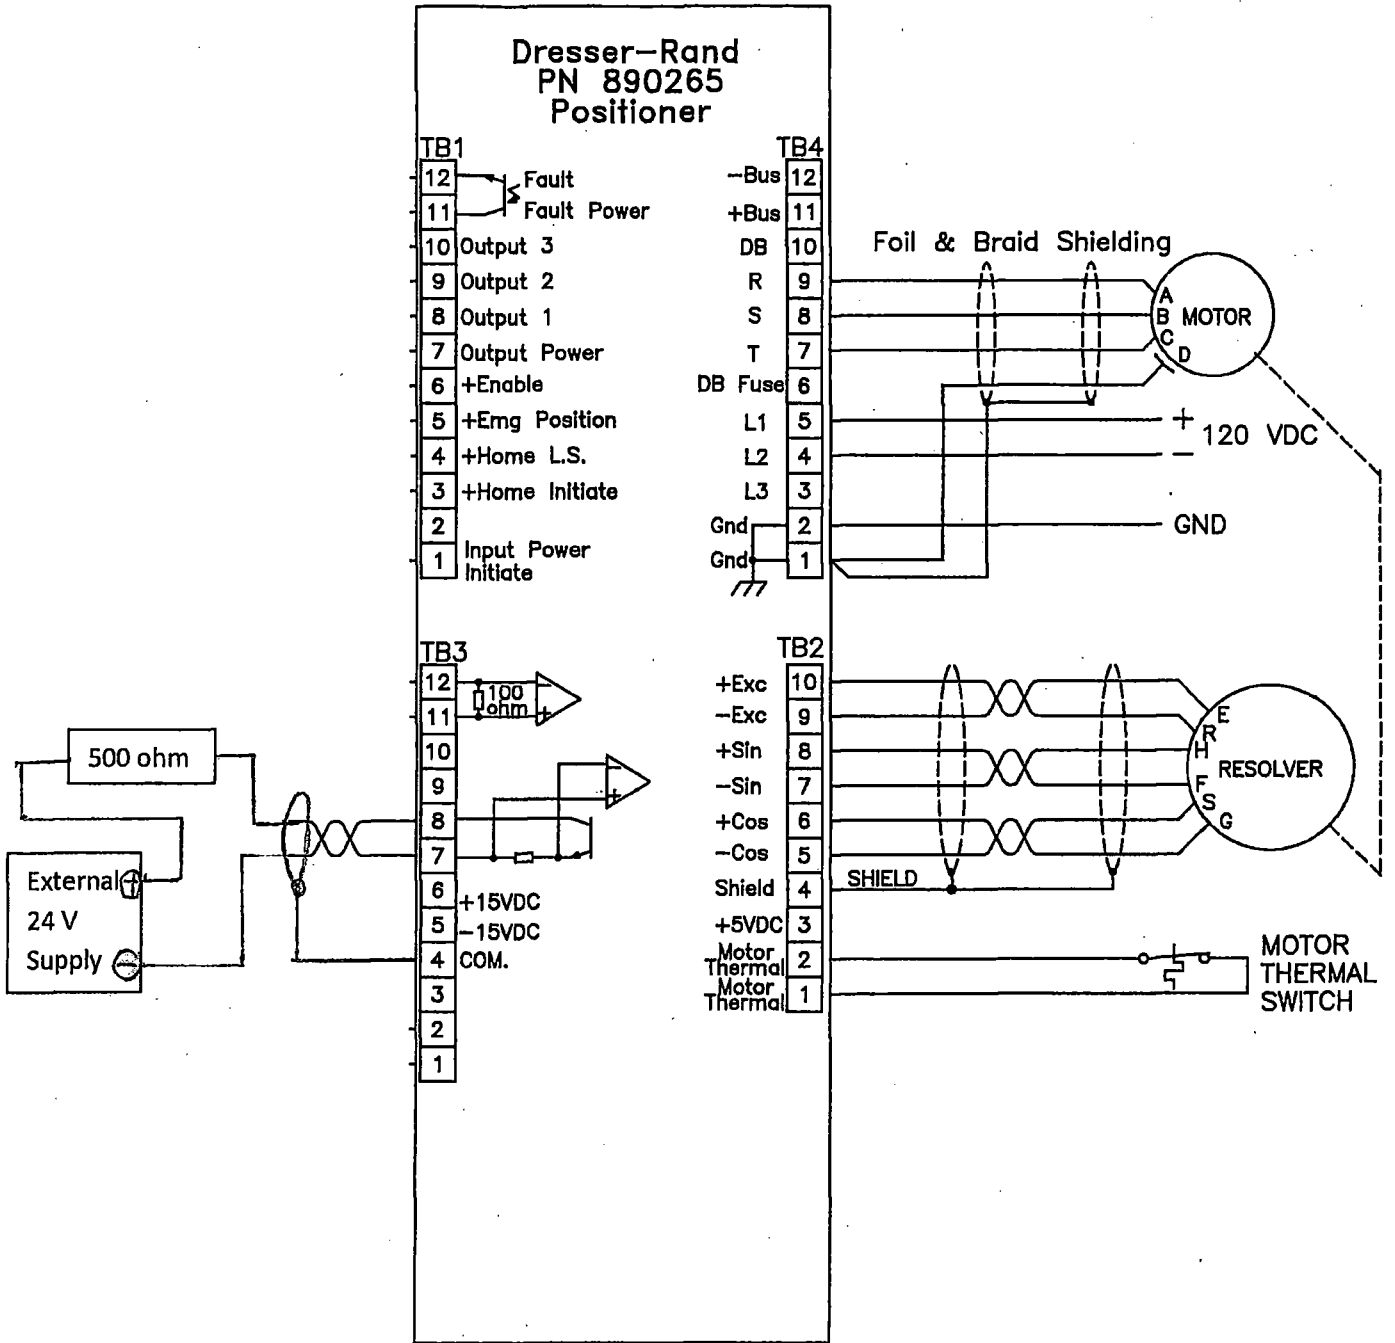 Dresser-Rand
PN 890265
Positioner
TB1
12 Fault
11 Fault Power
10 Output 3
9 Output 2
8 Output 1
7 Output Power
6 +Enable
5 +Emg Position
4 +Home L.S.
3 +Home Initiate
2
1 Input Power
Initiate
TB4
-Bus 12
+Bus 11
DB 10
R 9
S 8
T 7
DB Fuse 6
L1 5
L2 4
L3 3
Gnd 2
Gnd 1
Foil & Braid Shielding
A
B MOTOR
C
D
+
120 VDC
-
GND
TB3
12
100
ohm
-
+
11
10
9
8
7
-
+
6
+15VDC
5
-15VDC
4 COM.
3
2
1
500 ohm
External +
24 V
Supply -
TB2
+Exc 10
-Exc 9
+Sin 8
-Sin 7
+Cos 6
-Cos 5
Shield 4 SHIELD
+5VDC 3
Motor
Thermal 2
Motor
Thermal 1
E
R
H
RESOLVER
F
S
G
MOTOR
THERMAL
SWITCH